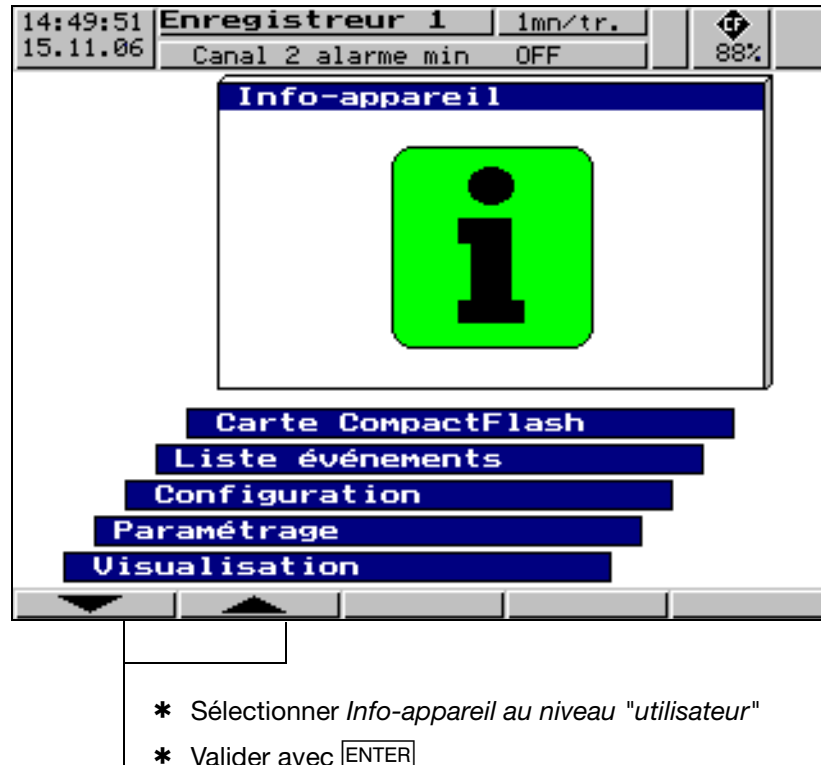 14:49:51 Enregistreur 1 1mn/tr. CF
15.11.06 Canal 2 alarme min OFF 88%
Info-appareil
i
Carte CompactFlash
Liste événements
Configuration
Paramétrage
Visualisation
✱ Sélectionner Info-appareil au niveau "utilisateur"
✱ Valider avec ENTER